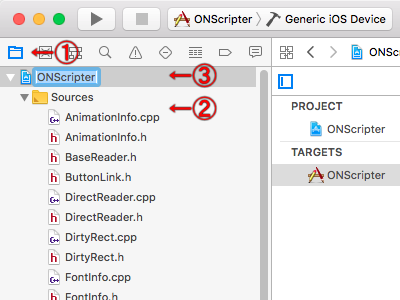 ONScripter > Generic iOS Device
①
ONSc
ONScripter
③
Sources
②
AnimationInfo.cpp
AnimationInfo.h
BaseReader.h
ButtonLink.h
DirectReader.cpp
DirectReader.h
DirtyRect.cpp
DirtyRect.h
FontInfo.cpp
FontInfo.h
PROJECT
ONScripter
TARGETS
ONScripter